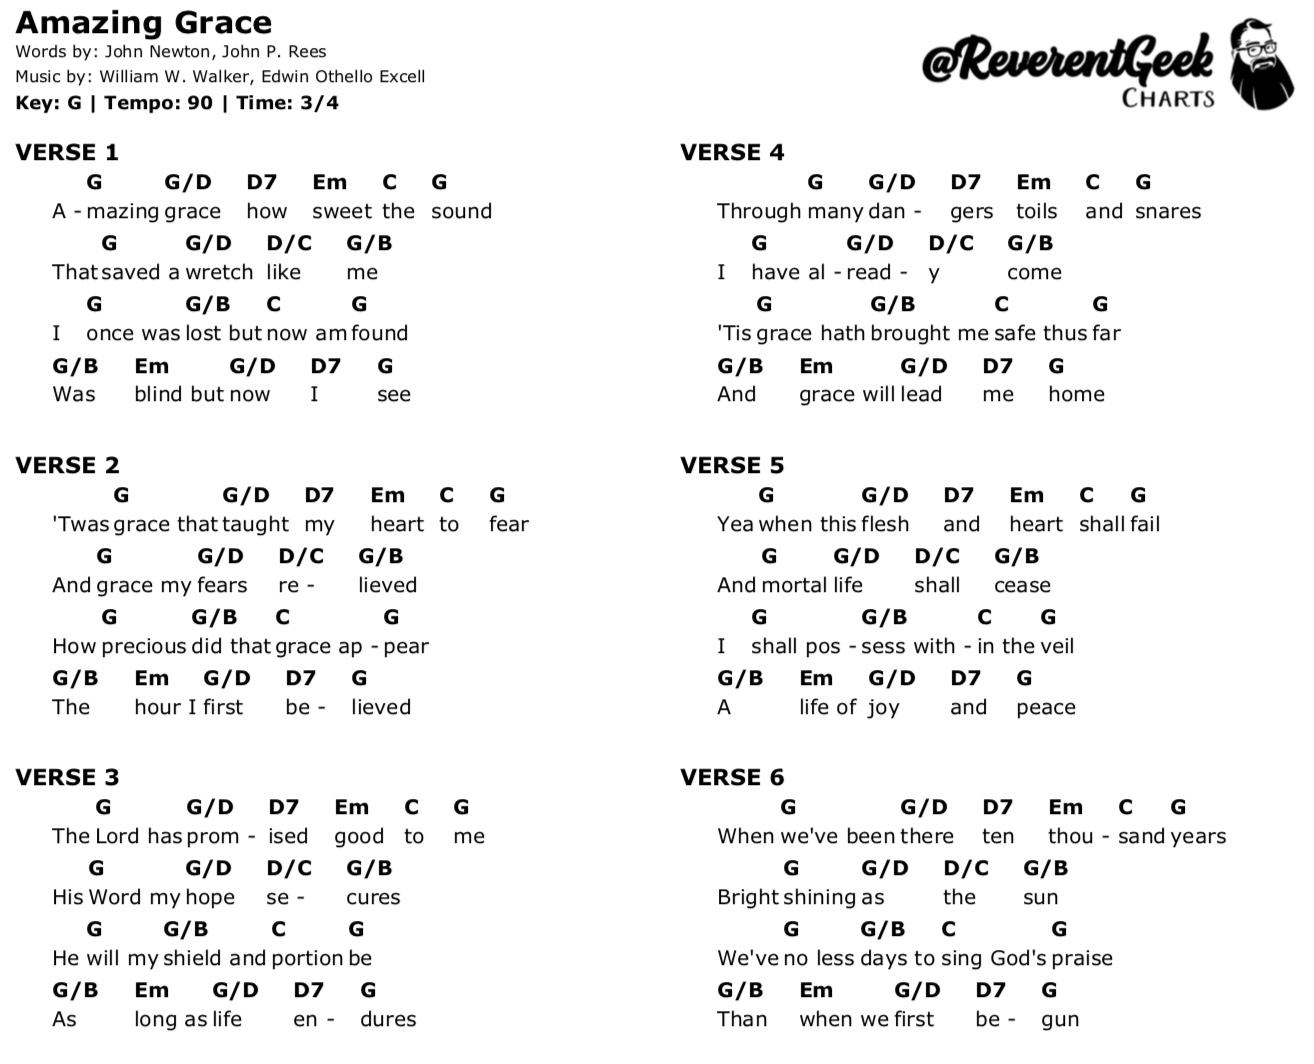 Amazing Grace
Words by: John Newton, John P. Rees
Music by: William W. Walker, Edwin Othello Excell
Key: G | Tempo: 90 | Time: 3/4
@ReverentGeek
CHARTS
VERSE 1
G G/D D7 Em C G
A - mazing grace how sweet the sound
G G/D D/C G/B
That saved a wretch like me
G G/B C G
I once was lost but now am found
G/B Em G/D D7 G
Was blind but now I see
VERSE 2
G G/D D7 Em C G
'Twas grace that taught my heart to fear
G G/D D/C G/B
And grace my fears re - lieved
G G/B C G
How precious did that grace ap - pear
G/B Em G/D D7 G
The hour I first be - lieved
VERSE 3
G G/D D7 Em C G
The Lord has prom - ised good to me
G G/D D/C G/B
His Word my hope se - cures
G G/B C G
He will my shield and portion be
G/B Em G/D D7 G
As long as life en - dures
VERSE 4
G G/D D7 Em C G
Through many dan - gers toils and snares
G G/D D/C G/B
I have al - read - y come
G G/B C G
'Tis grace hath brought me safe thus far
G/B Em G/D D7 G
And grace will lead me home
VERSE 5
G G/D D7 Em C G
Yea when this flesh and heart shall fail
G G/D D/C G/B
And mortal life shall cease
G G/B C G
I shall pos - sess with - in the veil
G/B Em G/D D7 G
A life of joy and peace
VERSE 6
G G/D D7 Em C G
When we've been there ten thou - sand years
G G/D D/C G/B
Bright shining as the sun
G G/B C G
We've no less days to sing God's praise
G/B Em G/D D7 G
Than when we first be - gun